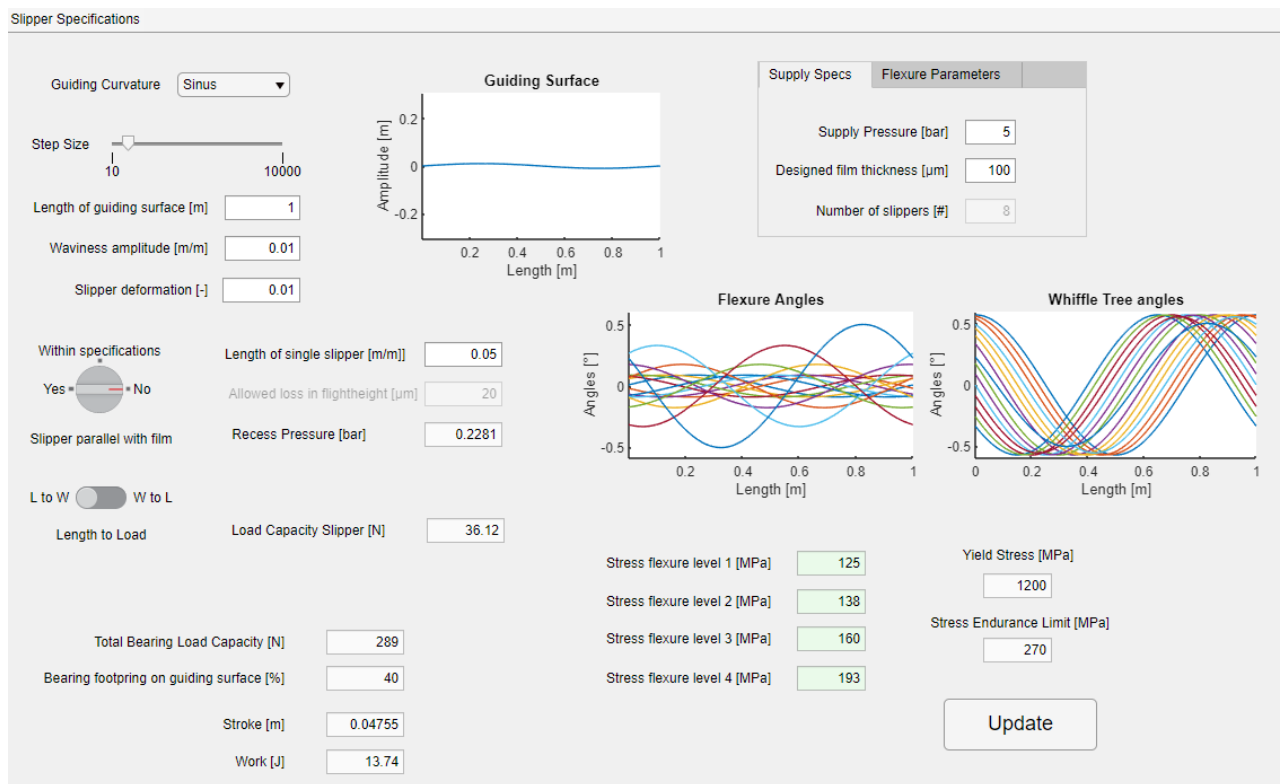 Slipper Specifications
Guiding Curvature
Sinus
Step Size
10
10000
Length of guiding surface [m]
1
Waviness amplitude [m/m]
0.01
Slipper deformation [-]
0.01
Guiding Surface
Amplitude [m]
0.2
0
-0.2
0.2 0.4 0.6 0.8 1
Length [m]
Supply Specs
Flexure Parameters
Supply Pressure [bar]
5
Designed film thickness [µm]
100
Number of slippers [#]
8
Within specifications
Yes
No
Slipper parallel with film
Length of single slipper [m/m]]
0.05
Allowed loss in flightheight [µm]
20
Recess Pressure [bar]
0.2281
Flexure Angles
Angles [°]
0.5
0
-0.5
0.2 0.4 0.6 0.8 1
Length [m]
Whiffle Tree angles
Angles [°]
0.5
0
-0.5
0 0.2 0.4 0.6 0.8 1
Length [m]
L to W
W to L
Length to Load
Load Capacity Slipper [N]
36.12
Stress flexure level 1 [MPa]
125
Stress flexure level 2 [MPa]
138
Stress flexure level 3 [MPa]
160
Stress flexure level 4 [MPa]
193
Yield Stress [MPa]
1200
Stress Endurance Limit [MPa]
270
Total Bearing Load Capacity [N]
289
Bearing footpring on guiding surface [%]
40
Stroke [m]
0.04755
Work [J]
13.74
Update